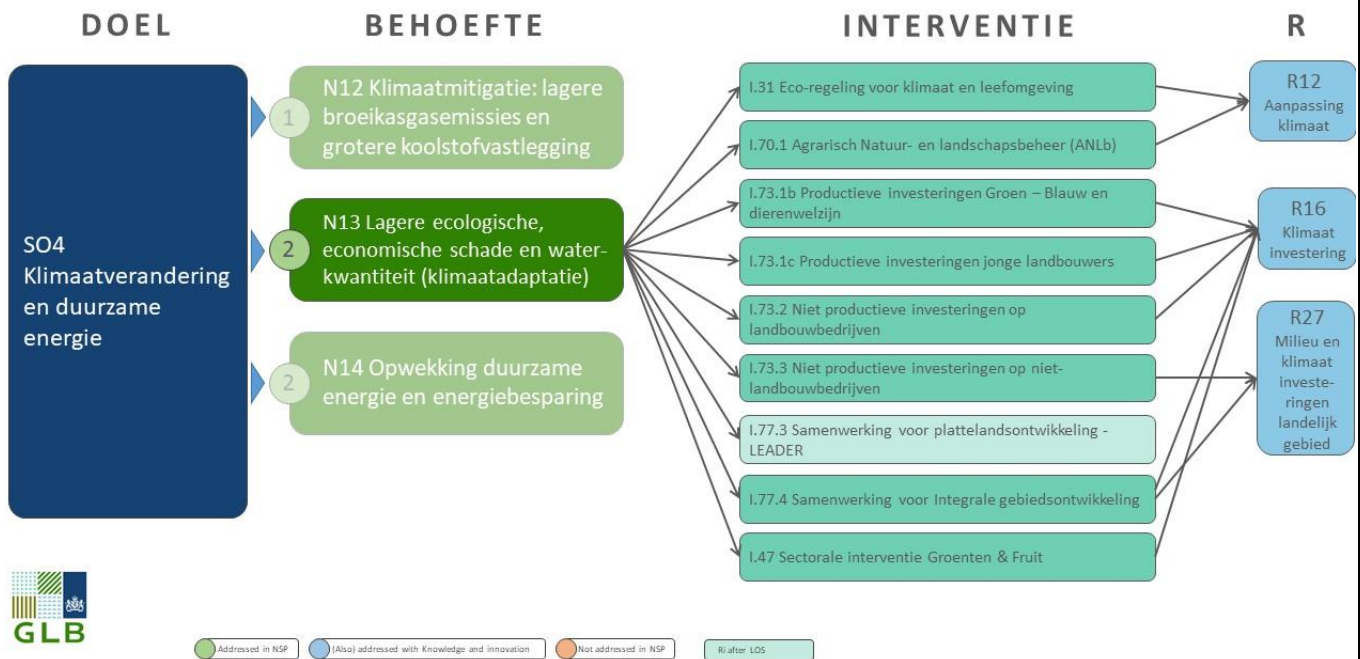 DOEL
BEHOEFTE
INTERVENTIE
R
SO4
Klimaatverandering
en duurzame
energie
1
N12 Klimaatmitigatie: lagere
broeikasgasemissies en
grotere koolstofvastlegging
2
N13 Lagere ecologische,
economische schade en water-
kwantiteit (klimaatadaptatie)
2
N14 Opwekking duurzame
energie en energiebesparing
I.31 Eco-regeling voor klimaat en leefomgeving
I.70.1 Agrarisch Natuur- en landschapsbeheer (ANLb)
I.73.1b Productieve investeringen Groen – Blauw en
dierenwelzijn
I.73.1c Productieve investeringen jonge landbouwers
I.73.2 Niet productieve investeringen op
landbouwbedrijven
I.73.3 Niet productieve investeringen op niet-
landbouwbedrijven
I.77.3 Samenwerking voor plattelandsontwikkeling -
LEADER
I.77.4 Samenwerking voor Integrale gebiedsontwikkeling
I.47 Sectorale interventie Groenten & Fruit
R12
Aanpassing
klimaat
R16
Klimaat
investering
R27
Milieu en
klimaat
investe-
ringen
landelijk
gebied
GLB
Addressed in NSP
(Also) addressed with Knowledge and innovation
Not addressed in NSP
Ri after LOS